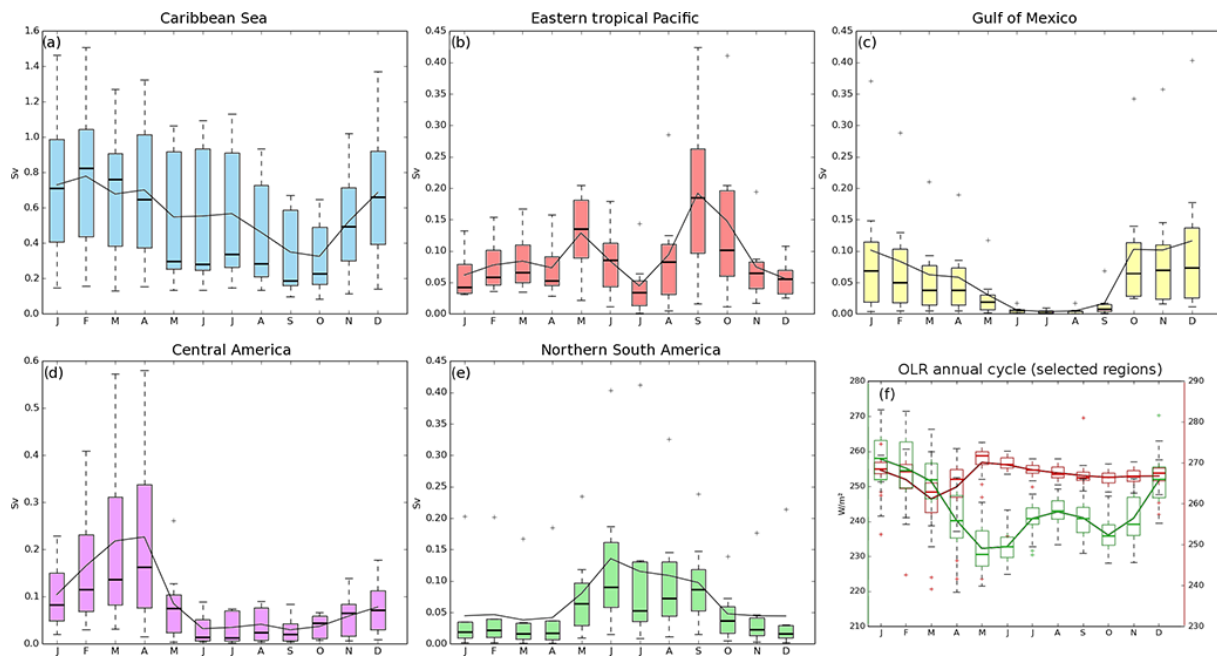 Caribbean Sea
(a)
1.6
1.4
1.2
1.0
0.8
0.6
0.4
0.2
0.0
Sv
J F M A M J J A S O N D
Eastern tropical Pacific
(b)
0.45
0.40
0.35
0.30
0.25
0.20
0.15
0.10
0.05
0.00
Sv
J F M A M J J A S O N D
Gulf of Mexico
(c)
0.45
0.40
0.35
0.30
0.25
0.20
0.15
0.10
0.05
0.00
Sv
J F M A M J J A S O N D
Central America
(d)
0.6
0.5
0.4
0.3
0.2
0.1
0.0
Sv
J F M A M J J A S O N D
Northern South America
(e)
0.45
0.40
0.35
0.30
0.25
0.20
0.15
0.10
0.05
0.00
Sv
J F M A M J J A S O N D
OLR annual cycle (selected regions)
(f)
280
270
260
250
240
230
220
210
W/m²
290
280
270
260
250
240
230
J F M A M J J A S O N D